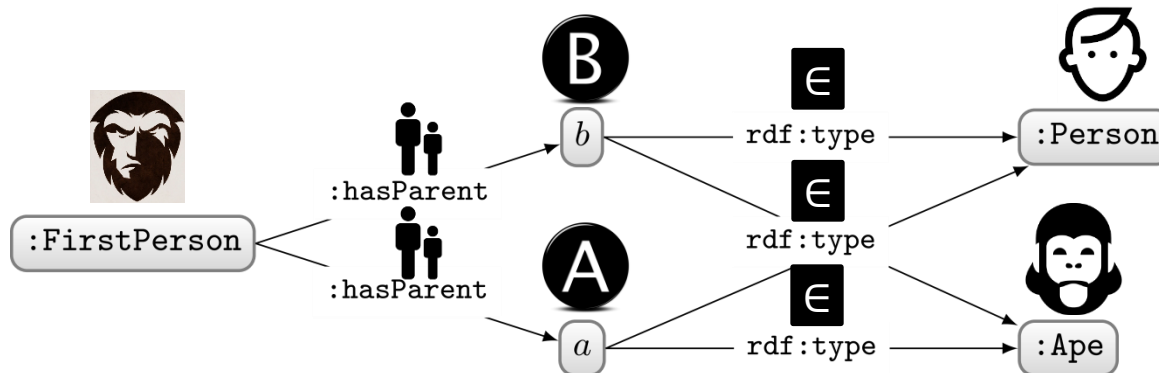 B
∈
b
rdf:type
:Person
:hasParent
∈
:FirstPerson
rdf:type
:hasParent
A
∈
a
rdf:type
:Ape